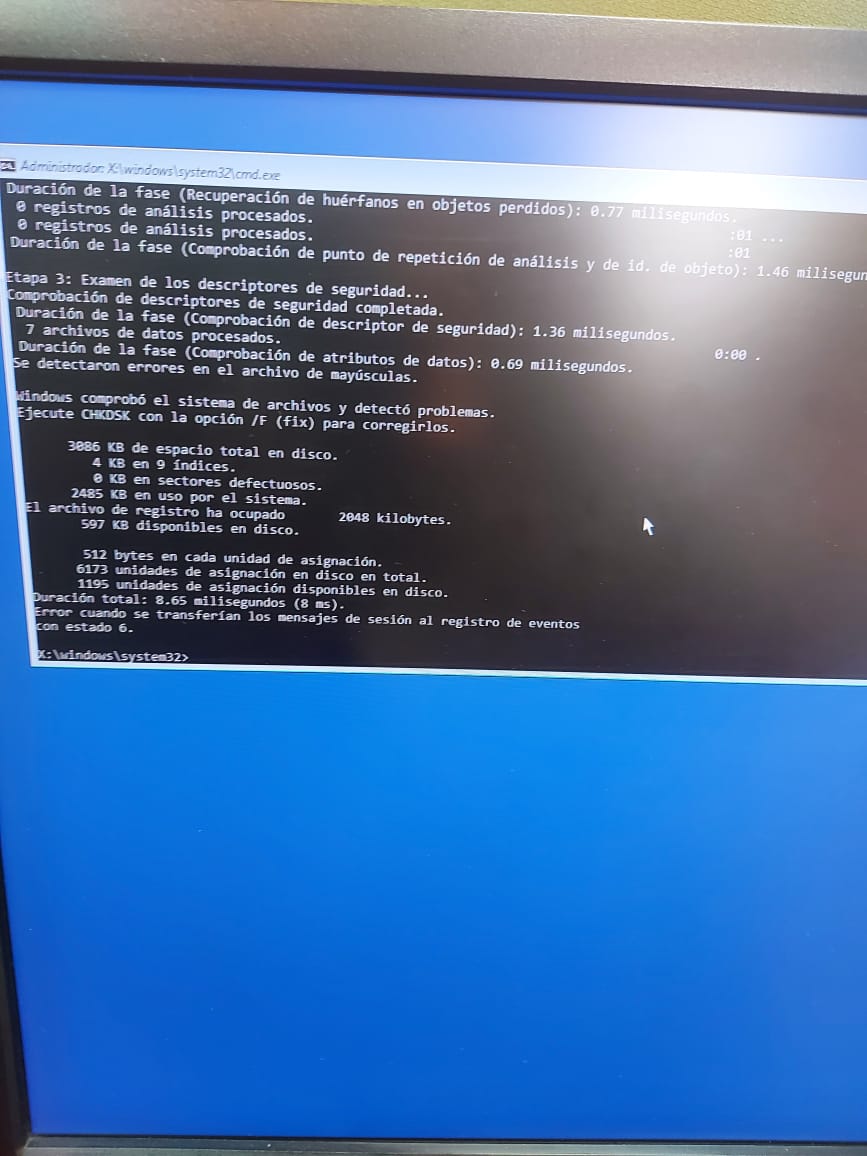 Administrador: X:\windows\system32\cmd.exe
Duración de la fase (Recuperación de huérfanos en objetos perdidos): 0.77 milisegundos.
0 registros de análisis procesados. :01 ...
0 registros de análisis procesados. :01
Duración de la fase (Comprobación de punto de repetición de análisis y de id. de objeto): 1.46 milisegun
Etapa 3: Examen de los descriptores de seguridad...
Comprobación de descriptores de seguridad completada.
Duración de la fase (Comprobación de descriptor de seguridad): 1.36 milisegundos.
7 archivos de datos procesados. 0:00 .
Duración de la fase (Comprobación de atributos de datos): 0.69 milisegundos.
Se detectaron errores en el archivo de mayúsculas.
Windows comprobó el sistema de archivos y detectó problemas.
Ejecute CHKDSK con la opción /F (fix) para corregirlos.
3086 KB de espacio total en disco.
4 KB en 9 índices.
0 KB en sectores defectuosos.
2485 KB en uso por el sistema.
El archivo de registro ha ocupado 2048 kilobytes.
597 KB disponibles en disco.
512 bytes en cada unidad de asignación.
6173 unidades de asignación en disco en total.
1195 unidades de asignación disponibles en disco.
Duración total: 8.65 milisegundos (8 ms).
Error cuando se transferían los mensajes de sesión al registro de eventos
con estado 6.
X:\windows\system32>